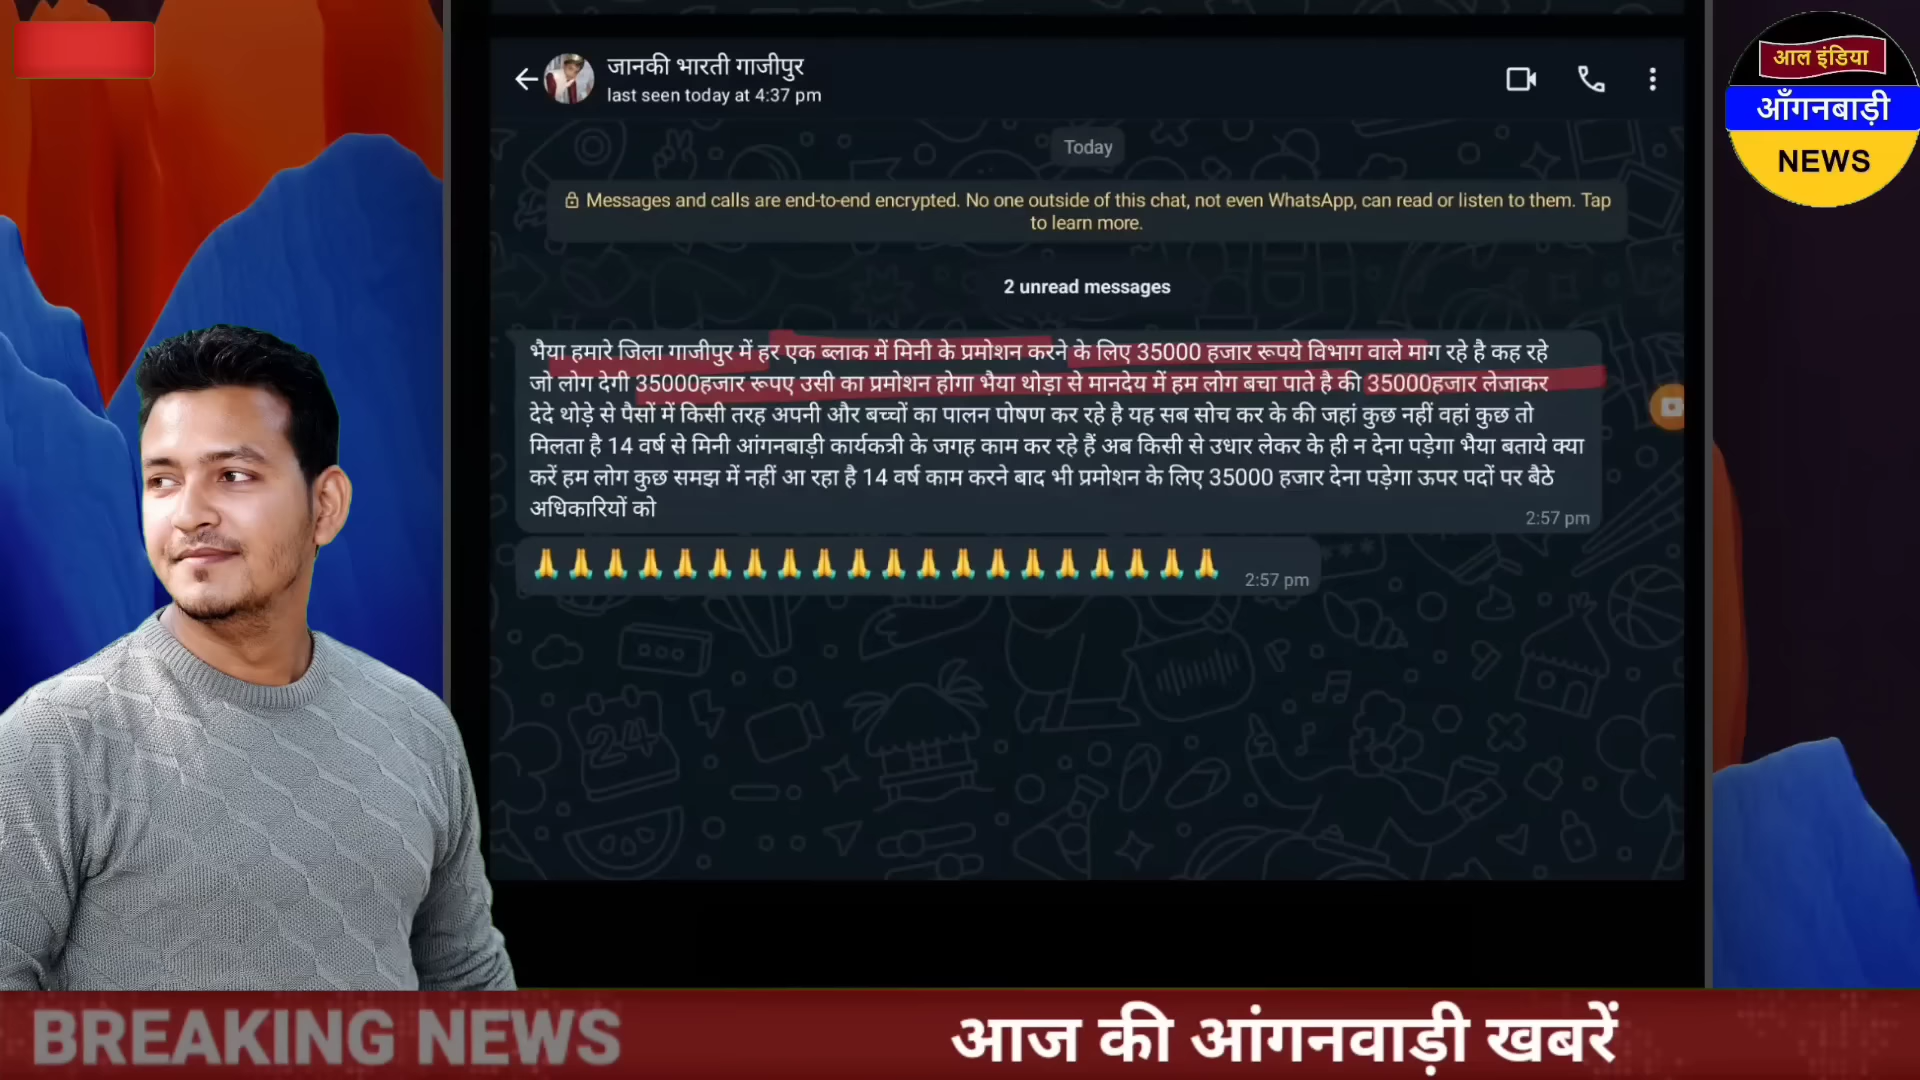 जानकी भारती गाजीपुर
last seen today at 4:37 pm
आल इंडिया
आँगनबाड़ी
NEWS
Today
Messages and calls are end-to-end encrypted. No one outside of this chat, not even WhatsApp, can read or listen to them. Tap
to learn more.
2 unread messages
भैया हमारे जिला गाजीपुर में हर एक ब्लाक में मिनी के प्रमोशन करने के लिए 35000 हजार रूपये विभाग वाले माग रहे है कह रहे
जो लोग देगी 35000हजार रूपए उसी का प्रमोशन होगा भैया थोड़ा से मानदेय में हम लोग बचा पाते है की 35000हजार लेजाकर
देदे थोड़े से पैसों में किसी तरह अपनी और बच्चों का पालन पोषण कर रहे है यह सब सोच कर के की जहां कुछ नहीं वहां कुछ तो
मिलता है 14 वर्ष से मिनी आंगनबाड़ी कार्यकत्री के जगह काम कर रहे हैं अब किसी से उधार लेकर के ही न देना पड़ेगा भैया बताये क्या
करें हम लोग कुछ समझ में नहीं आ रहा है 14 वर्ष काम करने बाद भी प्रमोशन के लिए 35000 हजार देना पड़ेगा ऊपर पदों पर बैठे
अधिकारियों को
2:57 pm
🙏🙏🙏🙏🙏🙏🙏🙏🙏🙏🙏🙏🙏🙏🙏🙏🙏🙏🙏🙏 2:57 pm
BREAKING NEWS
आज की आंगनवाड़ी खबरें